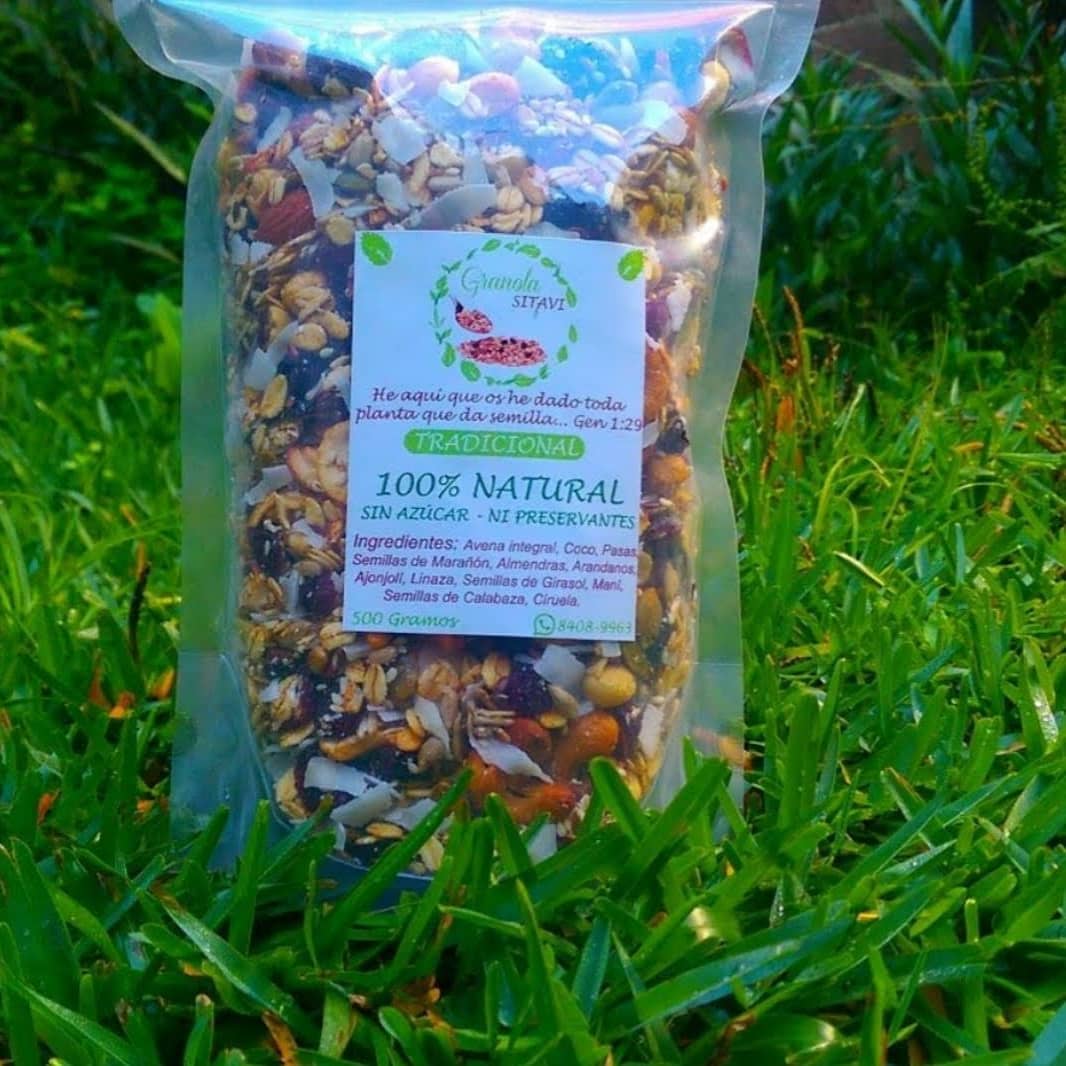 Granola
SITAVI
He aquí que os he dado toda
planta que da semilla... Gen 1:29
TRADICIONAL
100% NATURAL
SIN AZÚCAR - NI PRESERVANTES
Ingredientes: Avena integral, Coco, Pasas,
Semillas de Marañón, Almendras, Arandanos,
Ajonjolí, Linaza, Semillas de Girasol, Maní,
Semillas de Calabaza, Ciruela.
500 Gramos 8408-9963